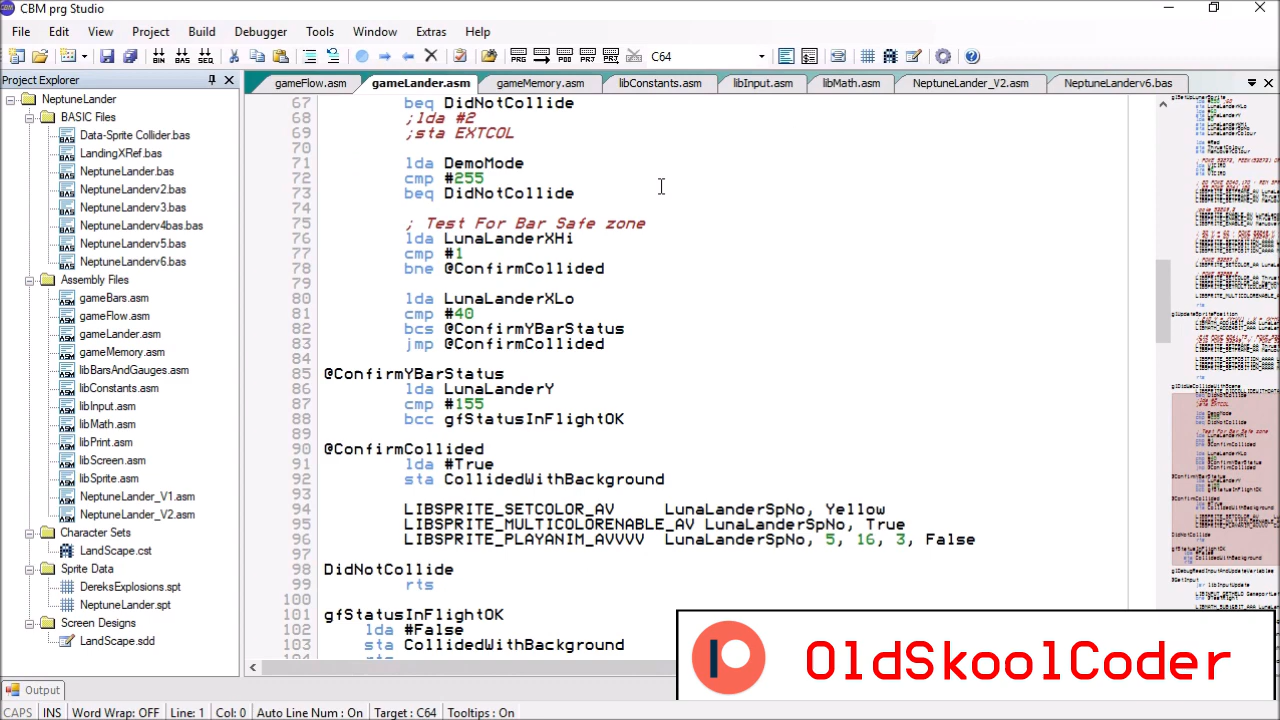 CBM prg Studio
File Edit View Project Build Debugger Tools Window Extras Help
BIN BAS SEQ PRG PRG PO0 PR7 PRG C64
Project Explorer
gameFlow.asm gameLander.asm gameMemory.asm libConstants.asm libInput.asm libMath.asm NeptuneLander_V2.asm NeptuneLanderv6.bas
NeptuneLander
BASIC Files
Data-Sprite Collider.bas
LandingXRef.bas
NeptuneLander.bas
NeptuneLanderv2.bas
NeptuneLanderv3.bas
NeptuneLanderv4bas.bas
NeptuneLanderv5.bas
NeptuneLanderv6.bas
Assembly Files
gameBars.asm
gameFlow.asm
gameLander.asm
gameMemory.asm
libBarsAndGauges.asm
libConstants.asm
libInput.asm
libMath.asm
libPrint.asm
libScreen.asm
libSprite.asm
NeptuneLander_V1.asm
NeptuneLander_V2.asm
Character Sets
LandScape.cst
Sprite Data
DereksExplosions.spt
NeptuneLander.spt
Screen Designs
LandScape.sdd
67 beq DidNotCollide
68 ;lda #2
69 ;sta EXTCOL
70
71 lda DemoMode
72 cmp #255
73 beq DidNotCollide
74
75 ; Test For Bar Safe zone
76 lda LunaLanderXHi
77 cmp #1
78 bne @ConfirmCollided
79
80 lda LunaLanderXLo
81 cmp #40
82 bcs @ConfirmYBarStatus
83 jmp @ConfirmCollided
84
85 @ConfirmYBarStatus
86 lda LunaLanderY
87 cmp #155
88 bcc gfStatusInFlightOK
89
90 @ConfirmCollided
91 lda #True
92 sta CollidedWithBackground
93
94 LIBSPRITE_SETCOLOR_AV LunaLanderSpNo, Yellow
95 LIBSPRITE_MULTICOLORENABLE_AV LunaLanderSpNo, True
96 LIBSPRITE_PLAYANIM_AVVVV LunaLanderSpNo, 5, 16, 3, False
97
98 DidNotCollide
99 rts
100
101 gfStatusInFlightOK
102 lda #False
103 sta CollidedWithBackground
104 rts
OldSkoolCoder
Output
CAPS INS Word Wrap: OFF Line: 1 Col: 0 Auto Line Num : On Target: C64 Tooltips : On